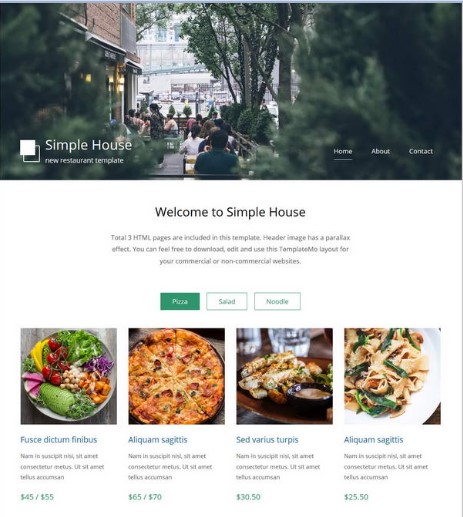 Simple House
new restaurant template
Home About Contact
Welcome to Simple House
Total 3 HTML pages are included in this template. Header image has a parallax
effect. You can feel free to download, edit and use this TemplateMo layout for
your commercial or non-commercial websites.
Pizza Salad Noodle
Fusce dictum finibus
Nam in suscipit nisi, sit amet
consectetur metus. Ut sit amet
tellus accumsan
$45 / $55
Aliquam sagittis
Nam in suscipit nisi, sit amet
consectetur metus. Ut sit amet
tellus accumsan
$65 / $70
Sed varius turpis
Nam in suscipit nisi, sit amet
consectetur metus. Ut sit amet
tellus accumsan
$30.50
Aliquam sagittis
Nam in suscipit nisi, sit amet
consectetur metus. Ut sit amet
tellus accumsan
$25.50